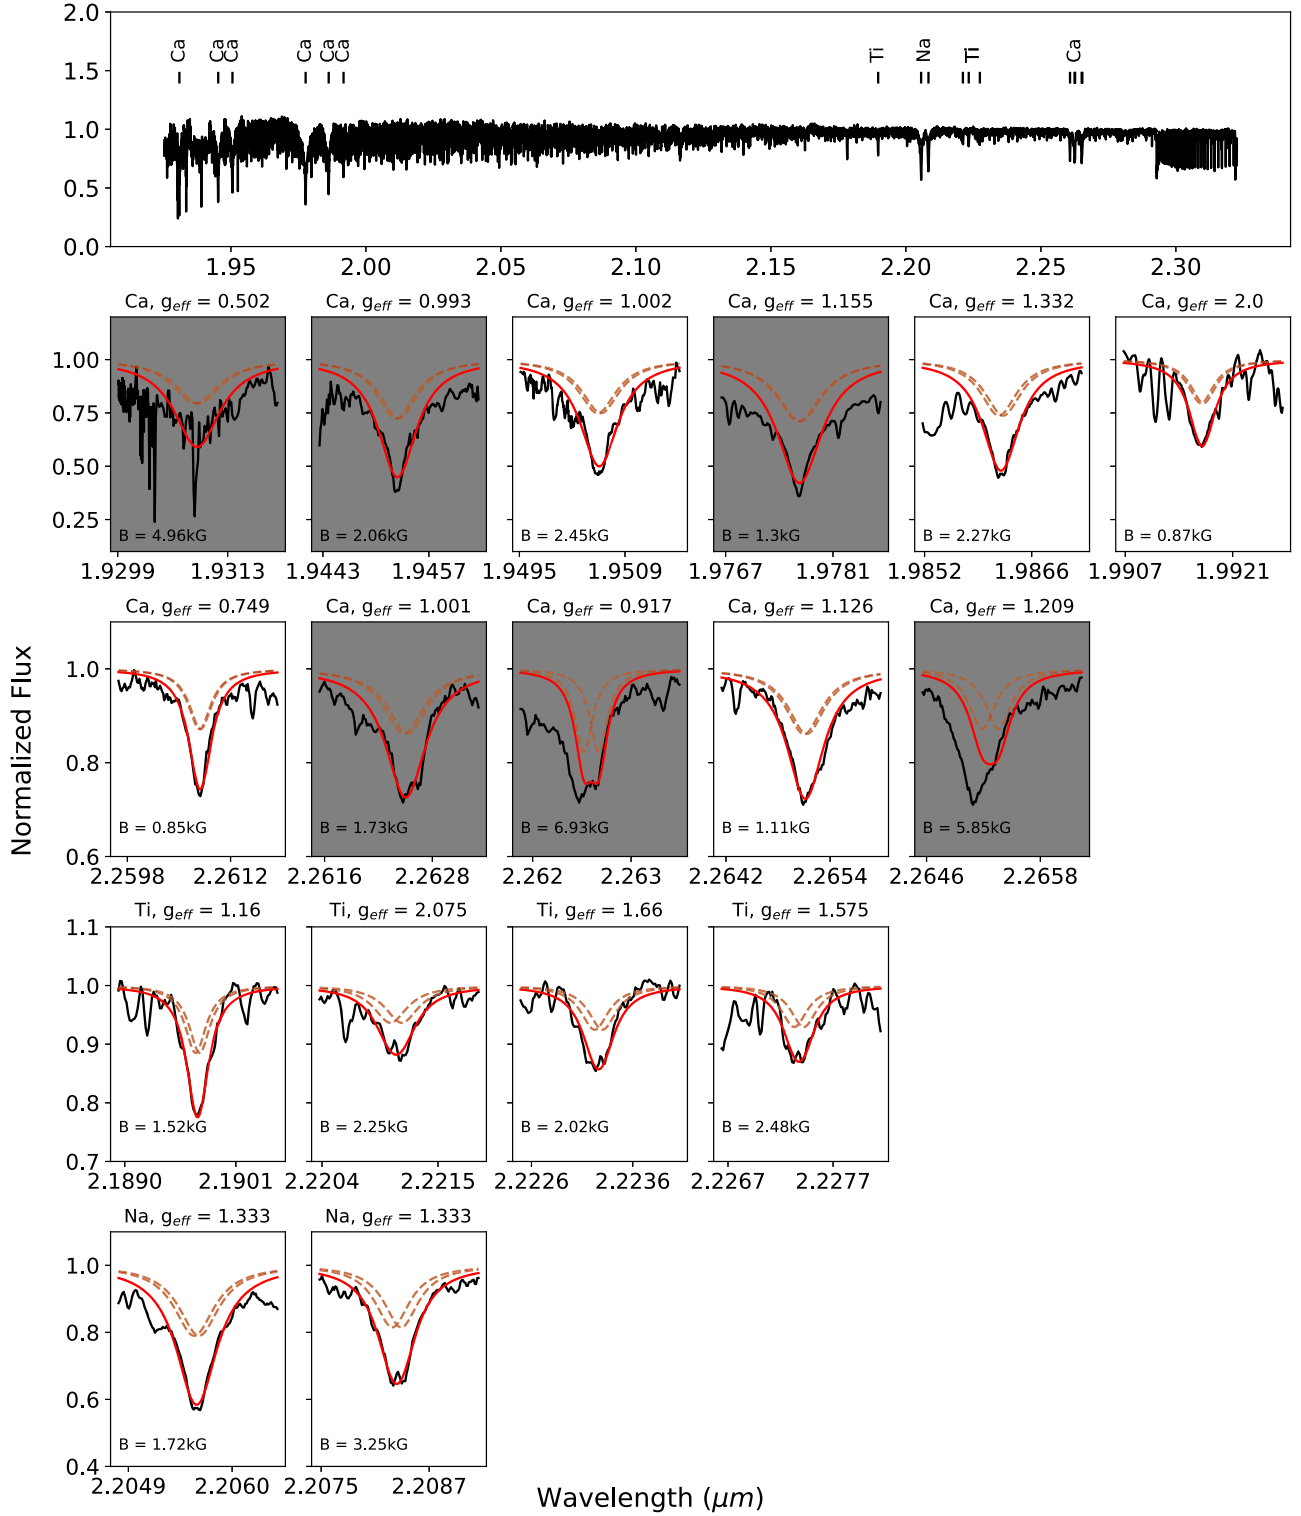 2.0
1.5
1.0
0.5
0.0
Ca
Ca
Ca
Ca
Ca
Ca
Ti
Na
Ti
Ca
1.95 2.00 2.05 2.10 2.15 2.20 2.25 2.30
Ca, g_eff = 0.502
Ca, g_eff = 0.993
Ca, g_eff = 1.002
Ca, g_eff = 1.155
Ca, g_eff = 1.332
Ca, g_eff = 2.0
1.00
0.75
0.50
0.25
B = 4.96kG
B = 2.06kG
B = 2.45kG
B = 1.3kG
B = 2.27kG
B = 0.87kG
1.9299 1.9313
1.9443 1.9457
1.9495 1.9509
1.9767 1.9781
1.9852 1.9866
1.9907 1.9921
Ca, g_eff = 0.749
Ca, g_eff = 1.001
Ca, g_eff = 0.917
Ca, g_eff = 1.126
Ca, g_eff = 1.209
1.0
0.8
0.6
B = 0.85kG
B = 1.73kG
B = 6.93kG
B = 1.11kG
B = 5.85kG
2.2598 2.2612
2.2616 2.2628
2.262 2.263
2.2642 2.2654
2.2646 2.2658
Normalized Flux
Ti, g_eff = 1.16
Ti, g_eff = 2.075
Ti, g_eff = 1.66
Ti, g_eff = 1.575
1.1
1.0
0.9
0.8
0.7
B = 1.52kG
B = 2.25kG
B = 2.02kG
B = 2.48kG
2.1890 2.1901
2.2204 2.2215
2.2226 2.2236
2.2267 2.2277
Na, g_eff = 1.333
Na, g_eff = 1.333
1.0
0.8
0.6
0.4
B = 1.72kG
B = 3.25kG
2.2049 2.2060
2.2075 2.2087
Wavelength (μm)